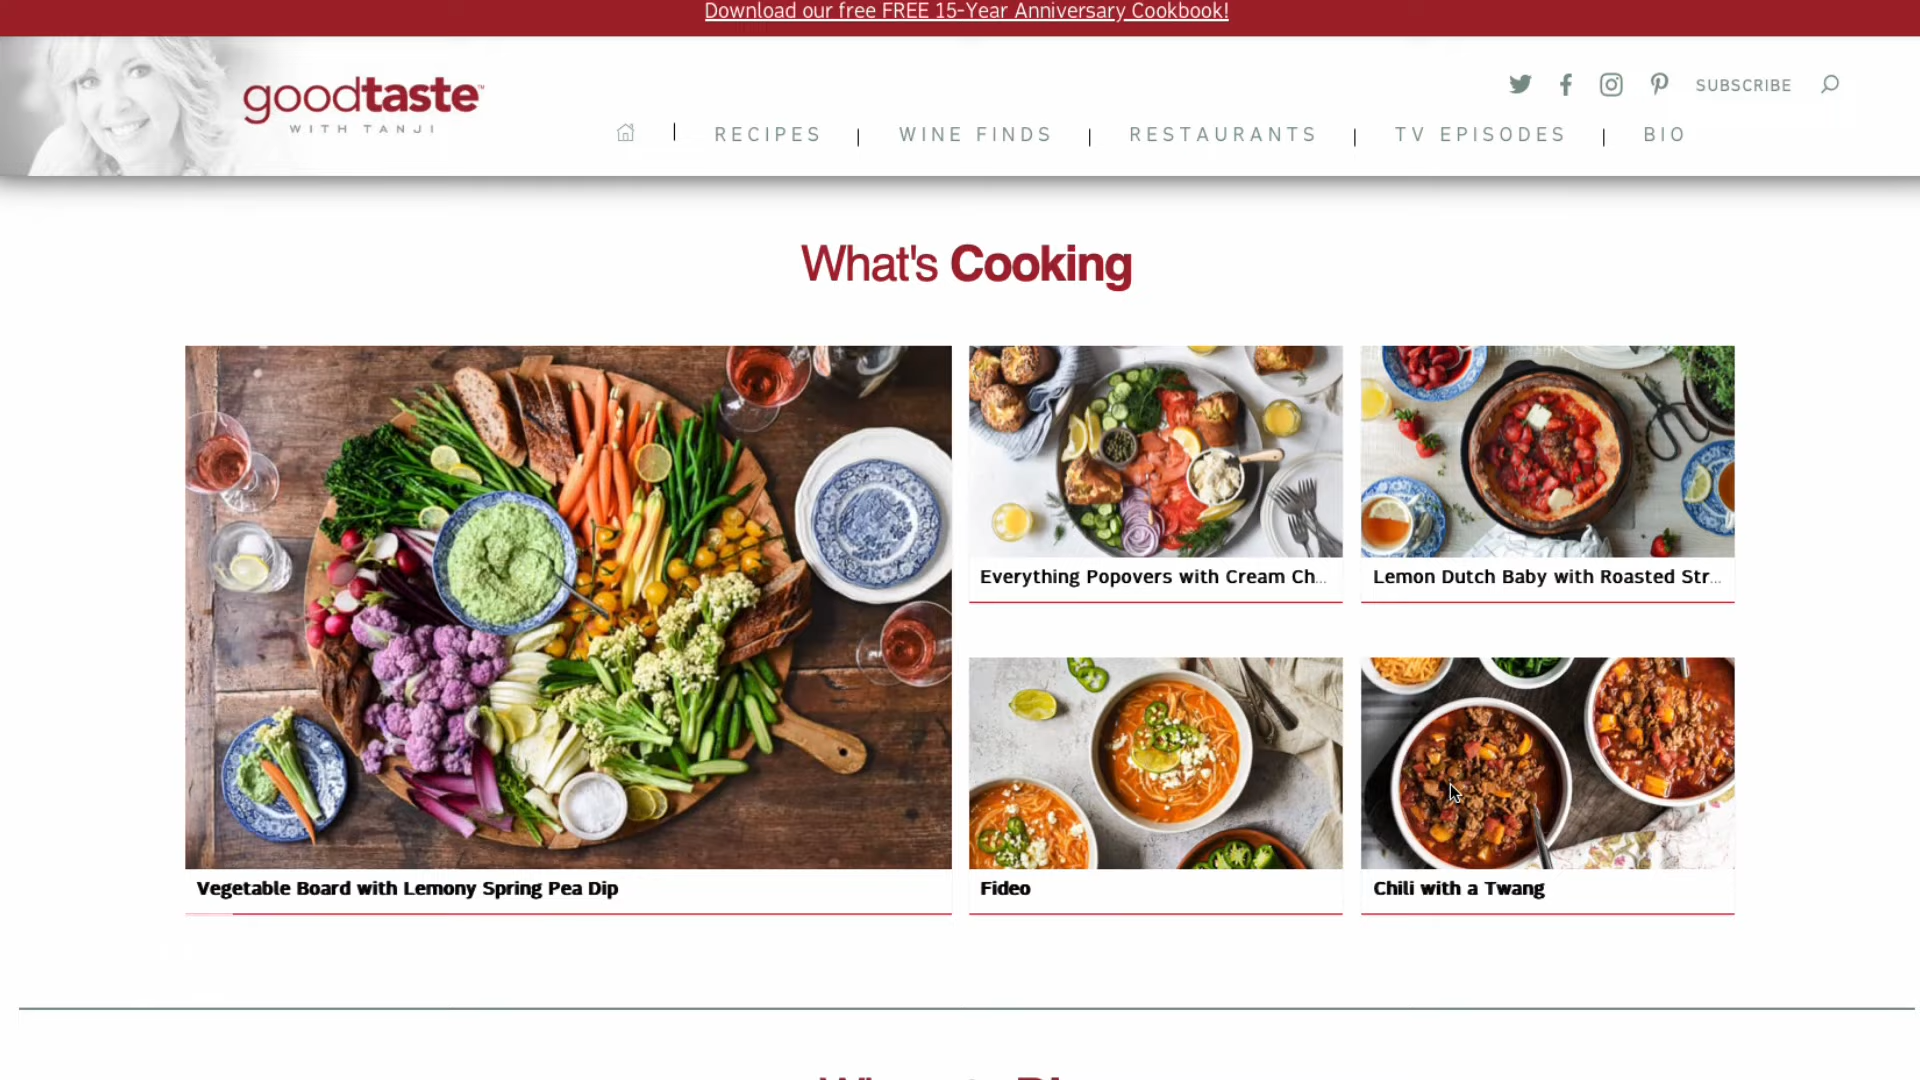 Download our free FREE 15-Year Anniversary Cookbook!
goodtaste™
WITH TANJI
SUBSCRIBE
RECIPES | WINE FINDS | RESTAURANTS | TV EPISODES | BIO
What's Cooking
Everything Popovers with Cream Ch...
Lemon Dutch Baby with Roasted Str...
Vegetable Board with Lemony Spring Pea Dip
Fideo
Chili with a Twang